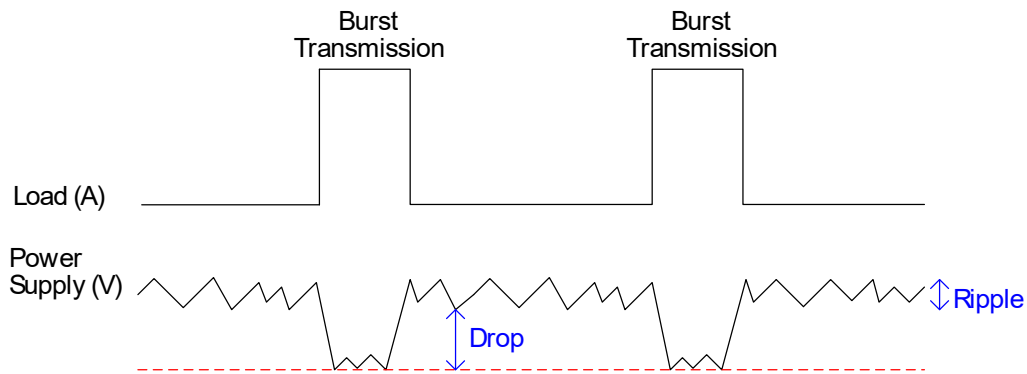 Burst
Transmission
Burst
Transmission
Load (A)
Power
Supply (V)
Ripple
Drop